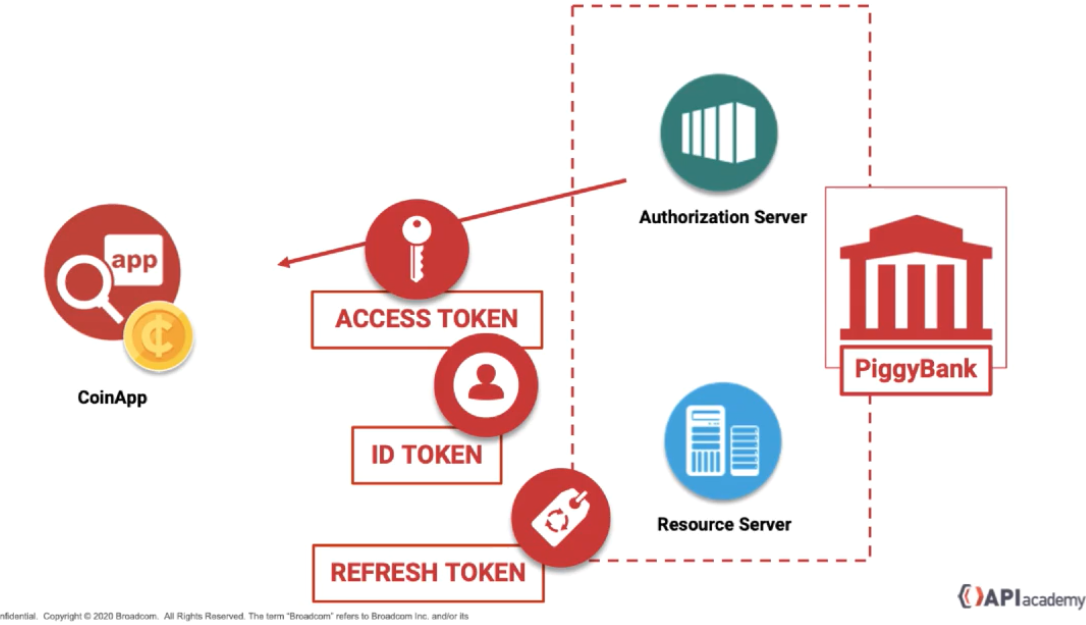 Authorization Server
app
ACCESS TOKEN
PiggyBank
CoinApp
ID TOKEN
Resource Server
REFRESH TOKEN
APIacademy
nfidential. Copyright © 2020 Broadcom. All Rights Reserved. The term “Broadcom” refers to Broadcom Inc. and/or its